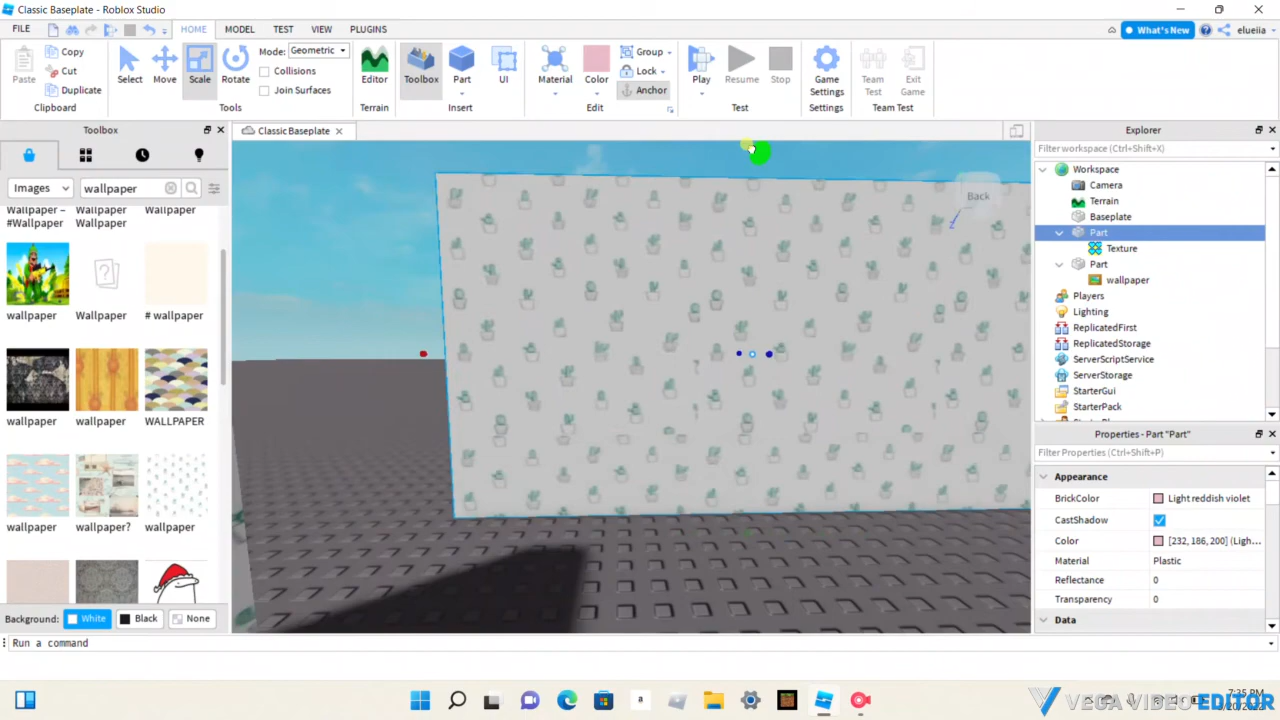 Classic Baseplate - Roblox Studio
FILE HOME MODEL TEST VIEW PLUGINS What's New elueiia
Paste Copy Cut Duplicate Select Move Scale Rotate Mode: Geometric Collisions Join Surfaces Editor Toolbox Part UI Material Color Group Lock Anchor Play Resume Stop Game Settings Team Test Exit Game
Clipboard Tools Terrain Insert Edit Test Settings Team Test
Toolbox
Classic Baseplate
Images wallpaper
Wallpaper – #Wallpaper
Wallpaper Wallpaper
Wallpaper
wallpaper Wallpaper # wallpaper
wallpaper wallpaper WALLPAPER
wallpaper wallpaper? wallpaper
Background: White Black None
Back
Z
Explorer
Filter workspace (Ctrl+Shift+X)
Workspace
Camera
Terrain
Baseplate
Part
Texture
Part
wallpaper
Players
Lighting
ReplicatedFirst
ReplicatedStorage
ServerScriptService
ServerStorage
StarterGui
StarterPack
Properties - Part "Part"
Filter Properties (Ctrl+Shift+P)
Appearance
BrickColor Light reddish violet
CastShadow
Color [232, 186, 200] (Ligh...
Material Plastic
Reflectance 0
Transparency 0
Data
Run a command
a
7:35 PM
VEGA VIDEO EDITOR